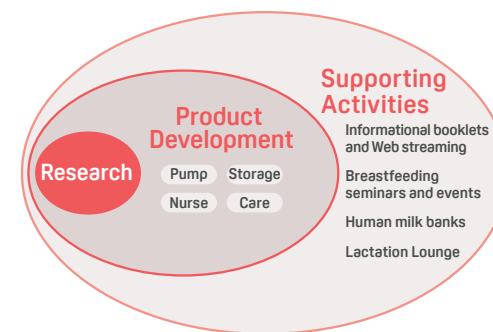 Research
Product
Development
Pump
Storage
Nurse
Care
Supporting
Activities
Informational booklets
and Web streaming
Breastfeeding
seminars and events
Human milk banks
Lactation Lounge